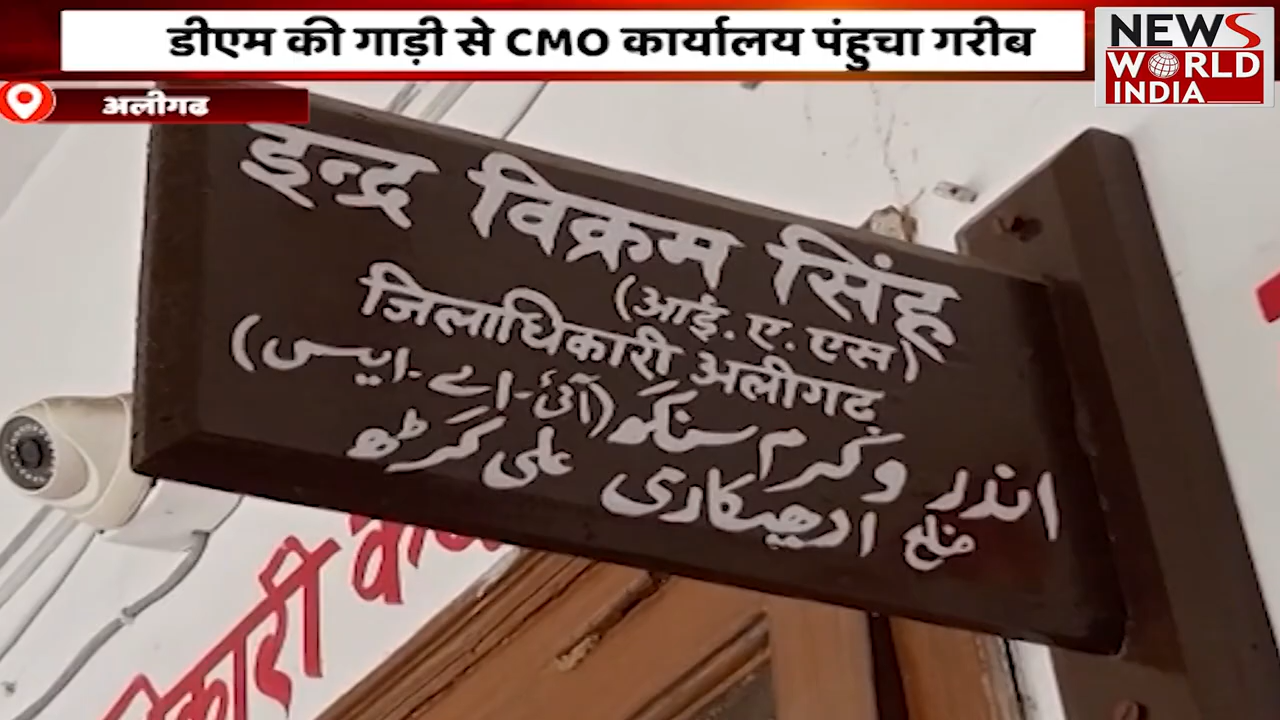 डीएम की गाड़ी से CMO कार्यालय पंहुचा गरीब
NEWS
WORLD
INDIA
अलीगढ
इन्द्र विक्रम सिंह
(आई.ए.एस)
जिलाधिकारी अलीगढ़
اندر وکرم سنگھ (آئی-اے-ایس)
ضلع ادھیکاری علی گڑھ